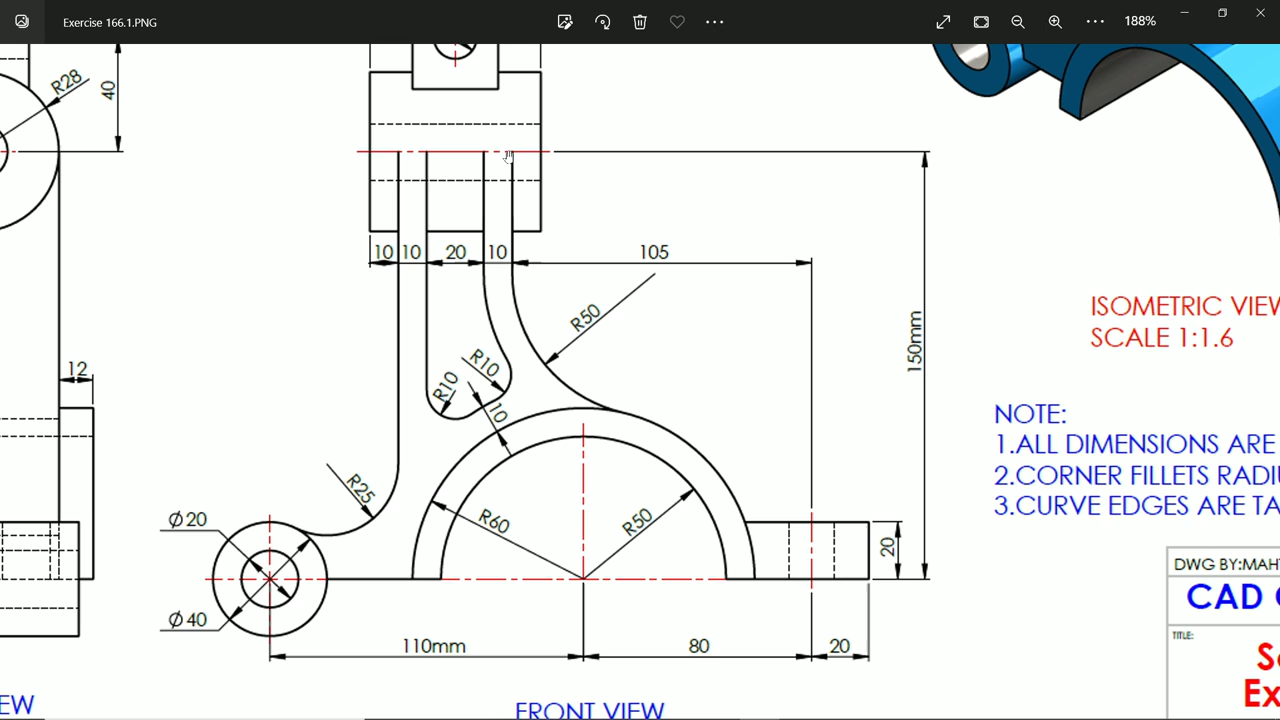 Exercise 166.1.PNG
188%
R28
40
10 10 20 10
105
R50
150mm
R10
R10
10
12
R25
Ø20
R60
R50
20
Ø40
110mm
80
20
FRONT VIEW
EW
ISOMETRIC VIEW
SCALE 1:1.6
NOTE:
1.ALL DIMENSIONS ARE
2.CORNER FILLETS RADIU
3.CURVE EDGES ARE TA
DWG BY:MAH
CAD
TITLE:
S
Ex